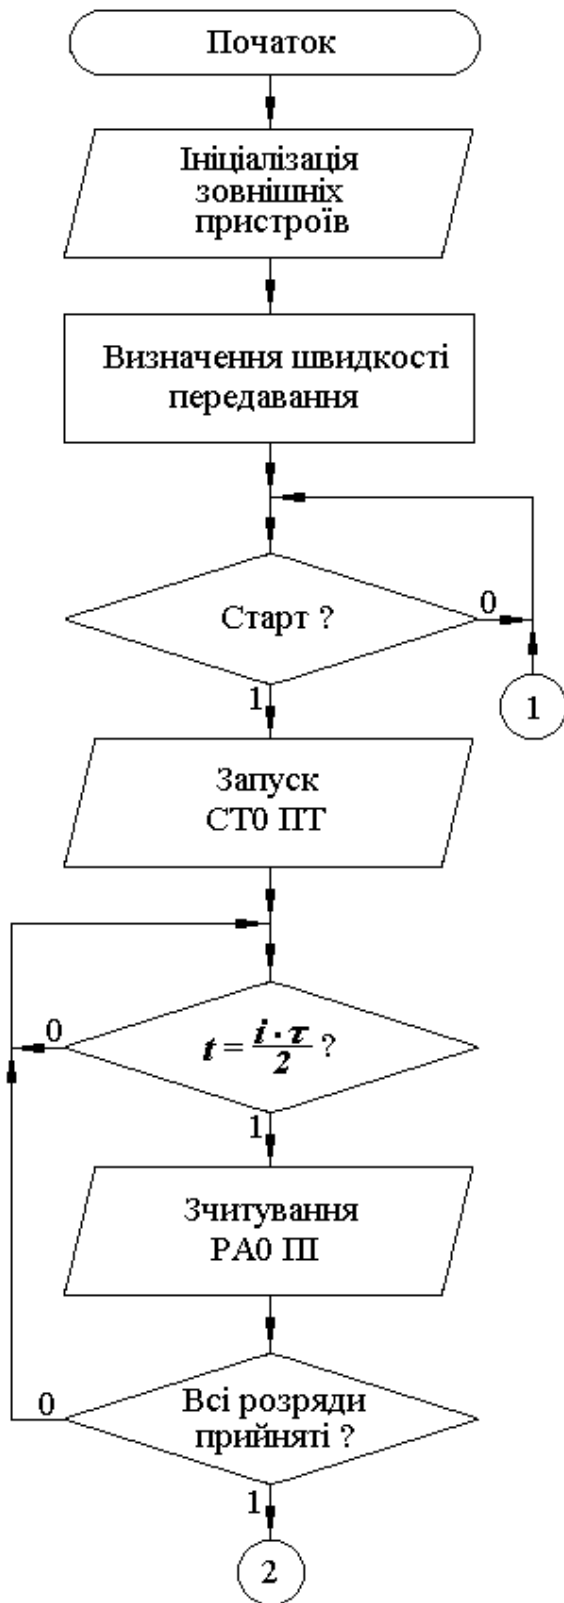 Початок
Ініціалізація
зовнішніх
пристроїв
Визначення швидкості
передавання
Старт ?
0
1
1
Запуск
СТ0 ПТ
0
t = i · τ / 2 ?
1
Зчитування
РА0 ПІ
0
Всі розряди
прийняті ?
1
2